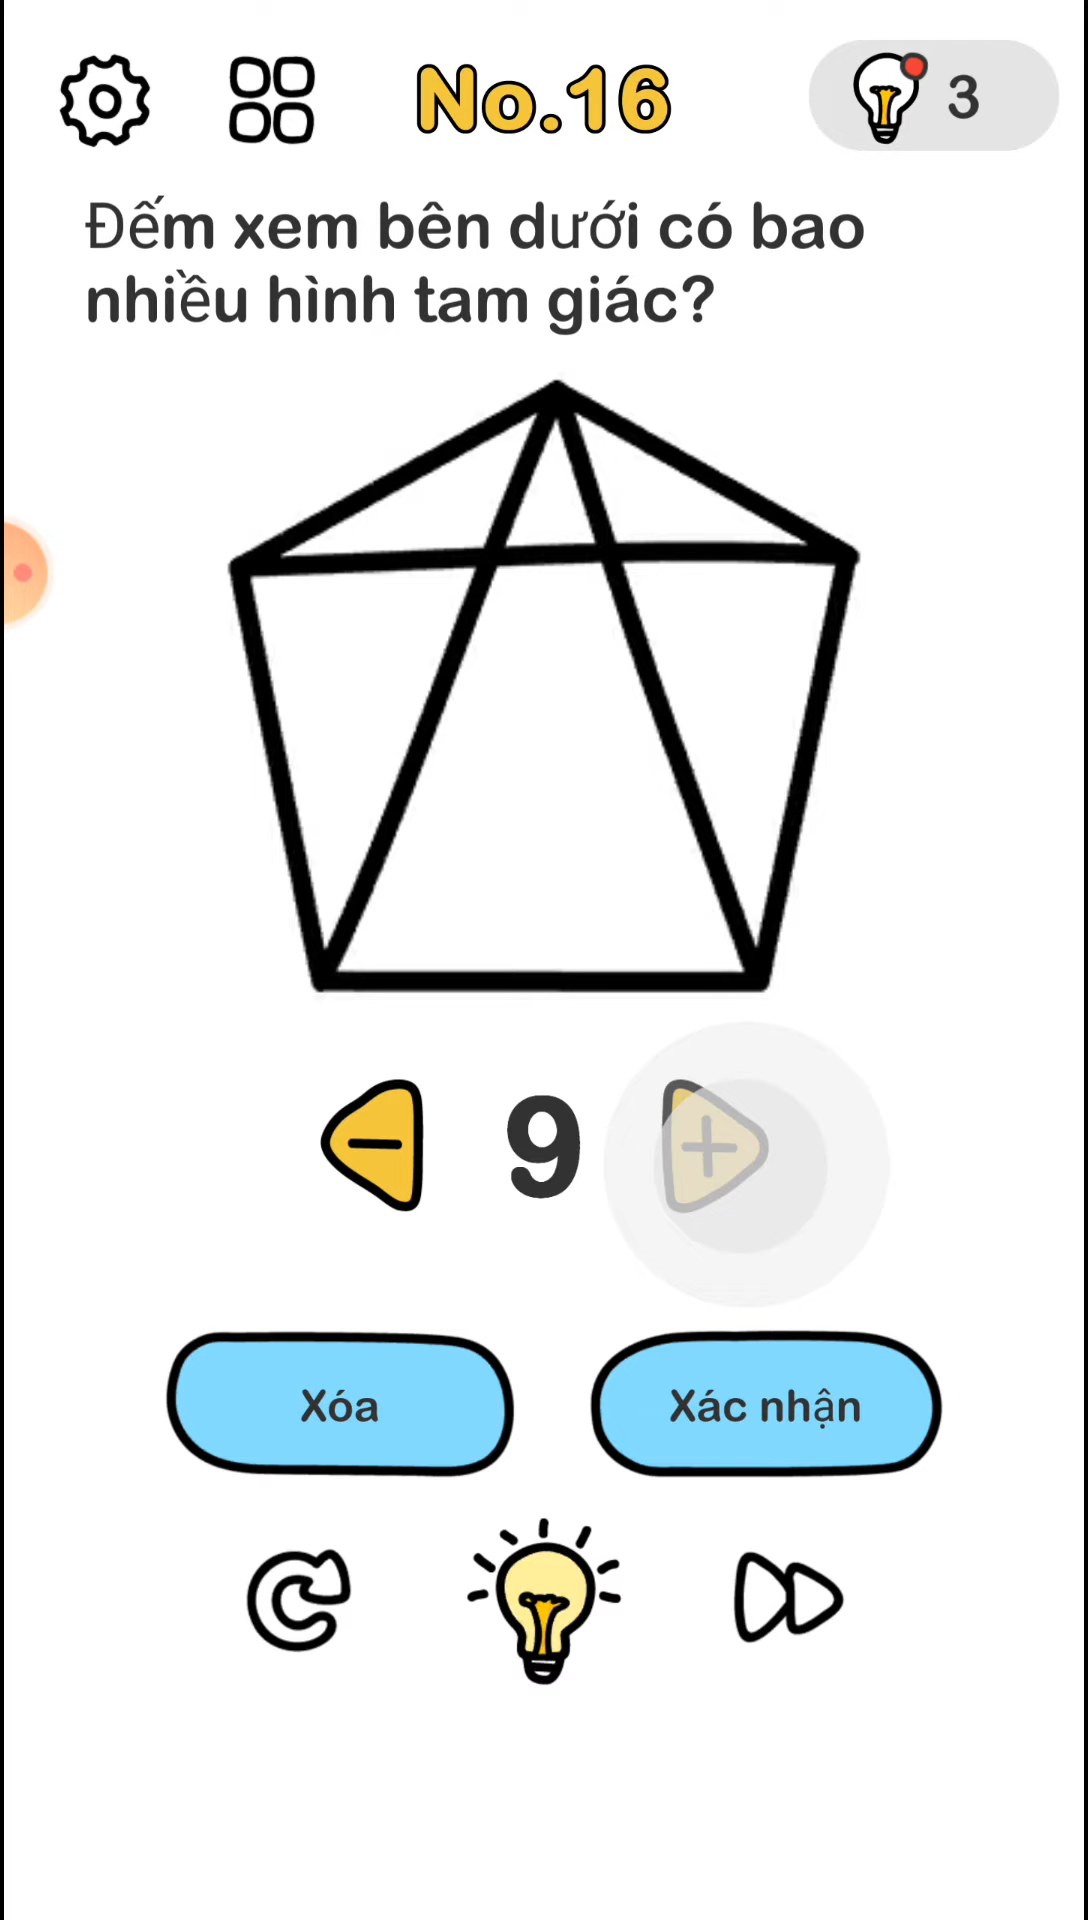 No.16
3
Đếm xem bên dưới có bao
nhiều hình tam giác?
9
Xóa
Xác nhận